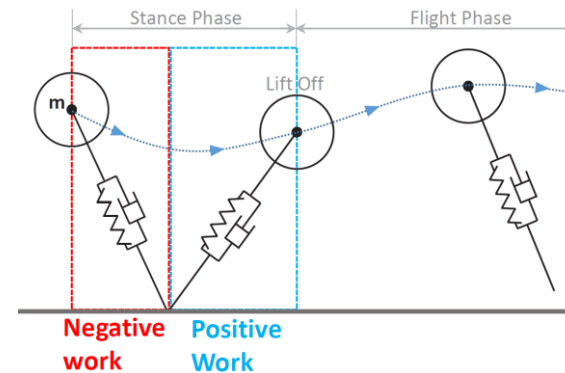 Stance Phase
Flight Phase
m
Lift Off
Negative
work
Positive
Work